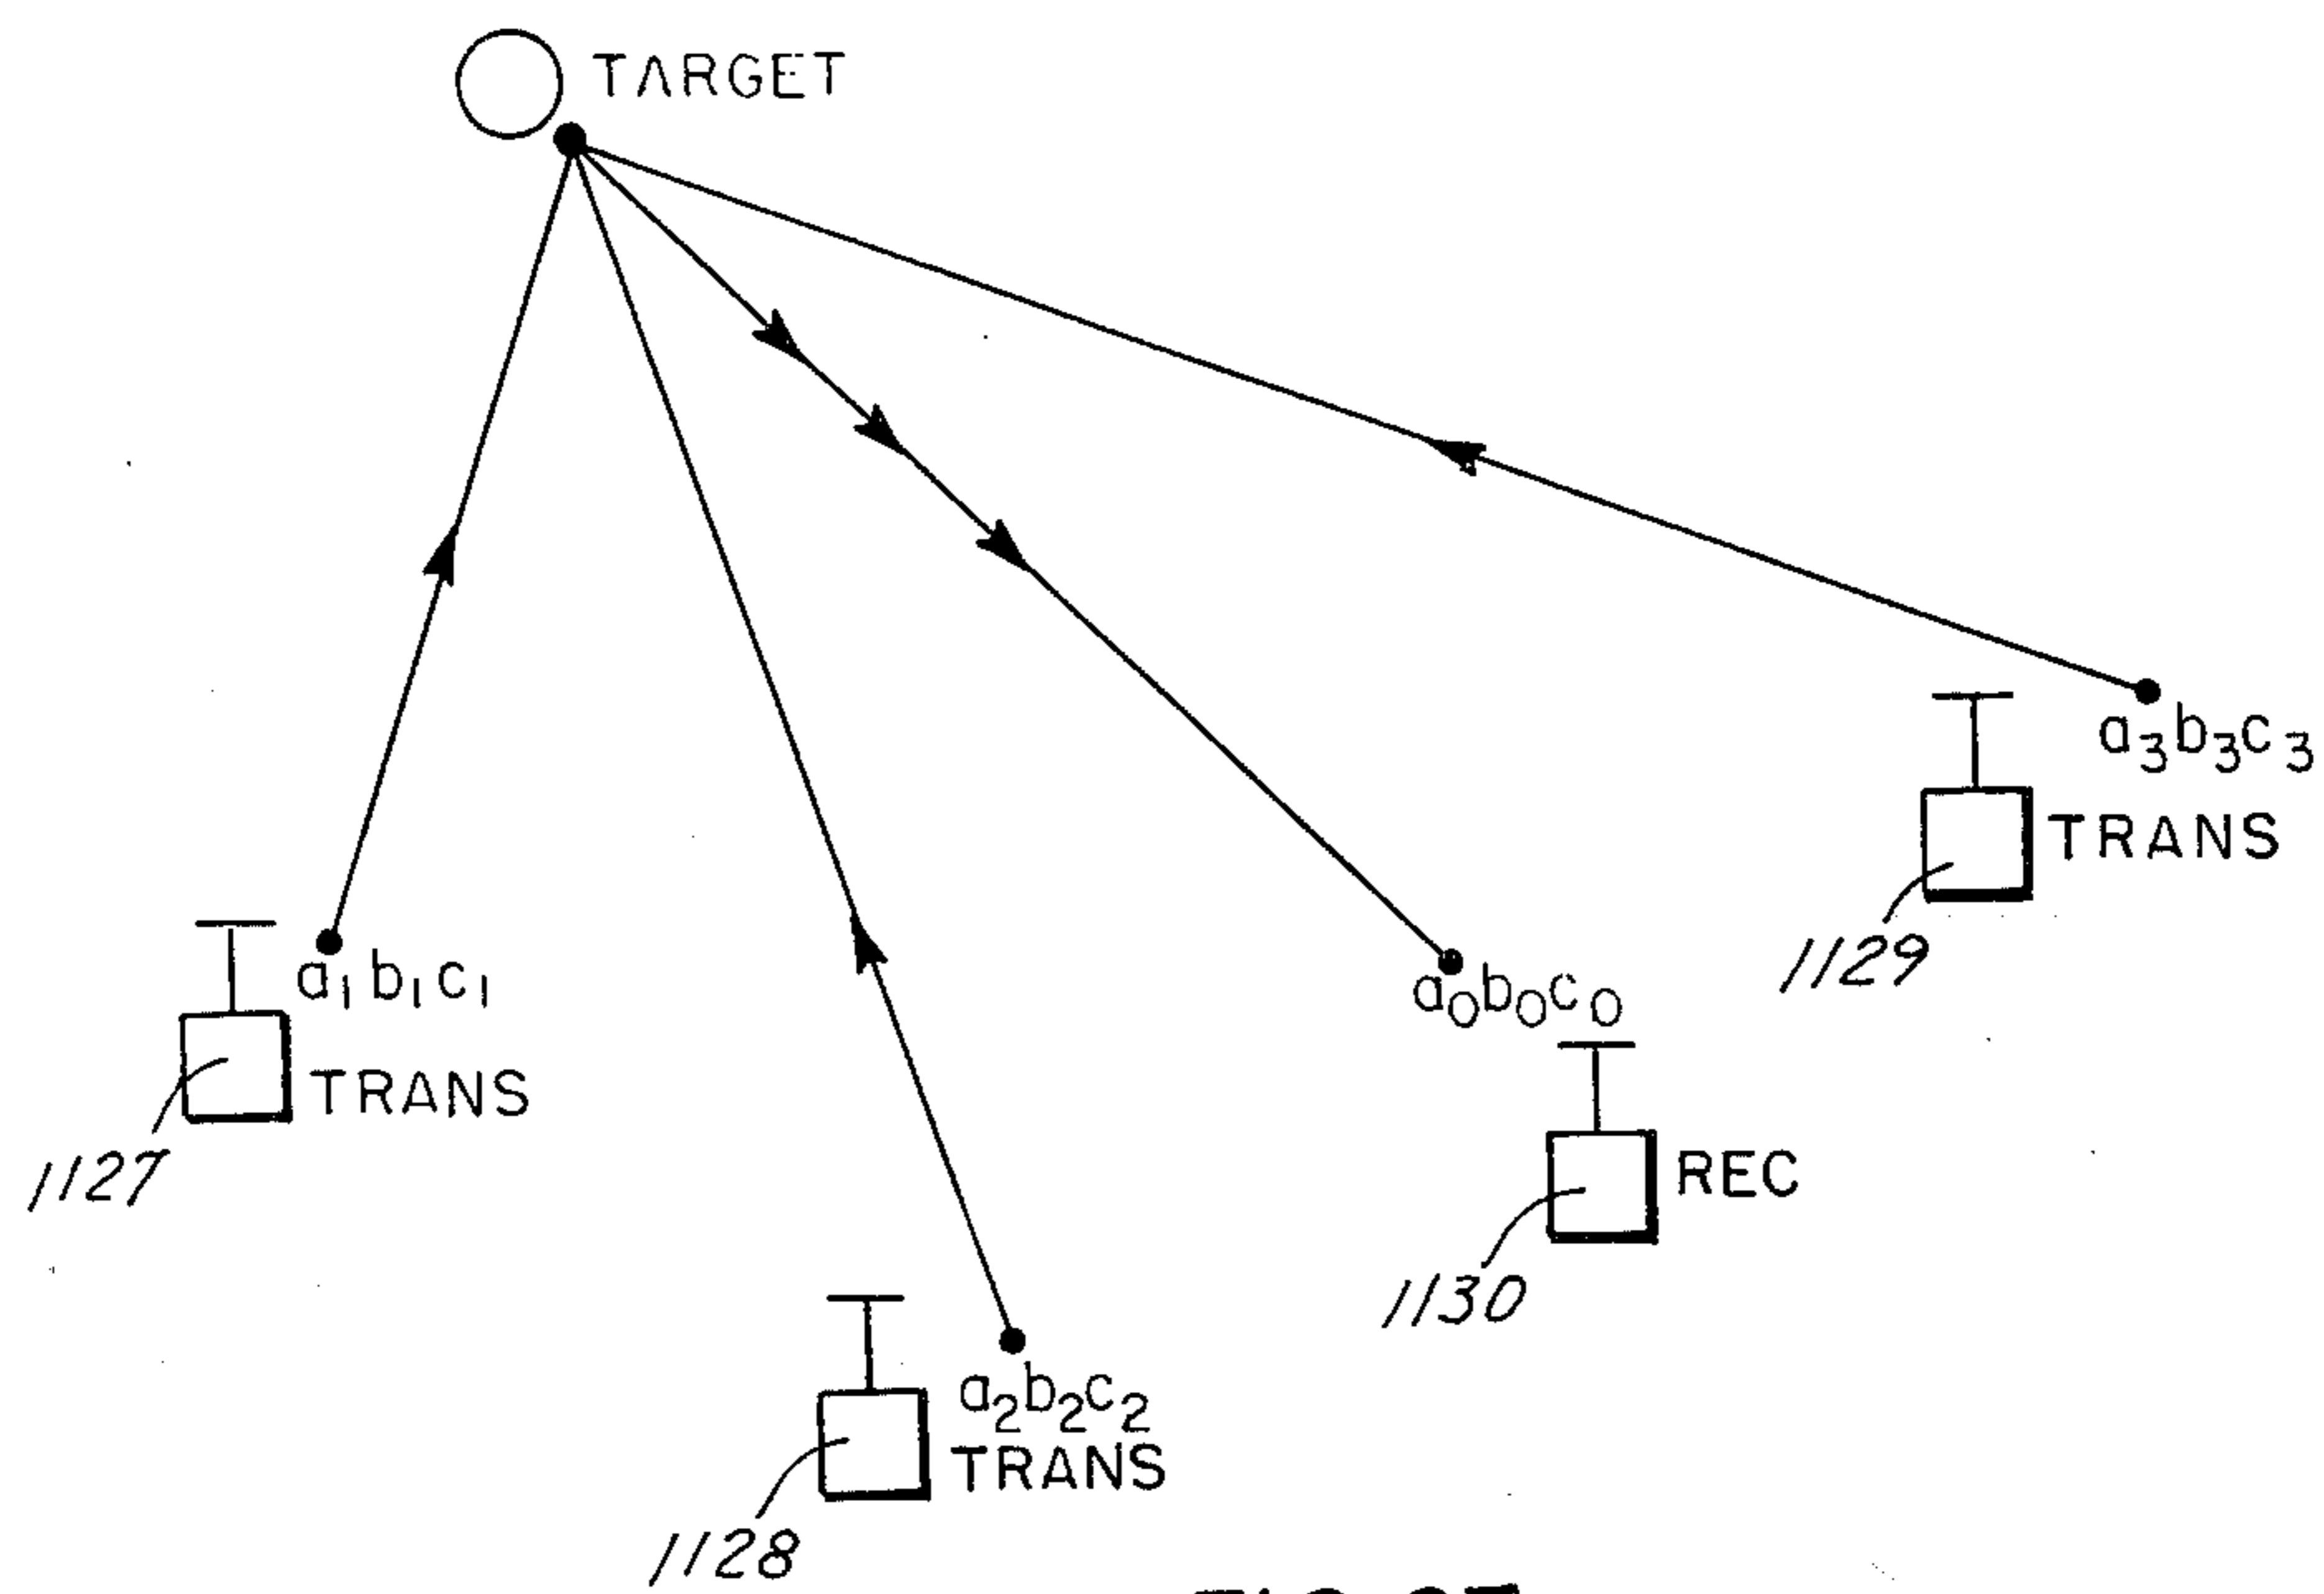 TARGET
a₃b₃c₃
TRANS
1129
a₁b₁c₁
TRANS
1127
a₀b₀c₀
REC
1130
a₂b₂c₂
TRANS
1128